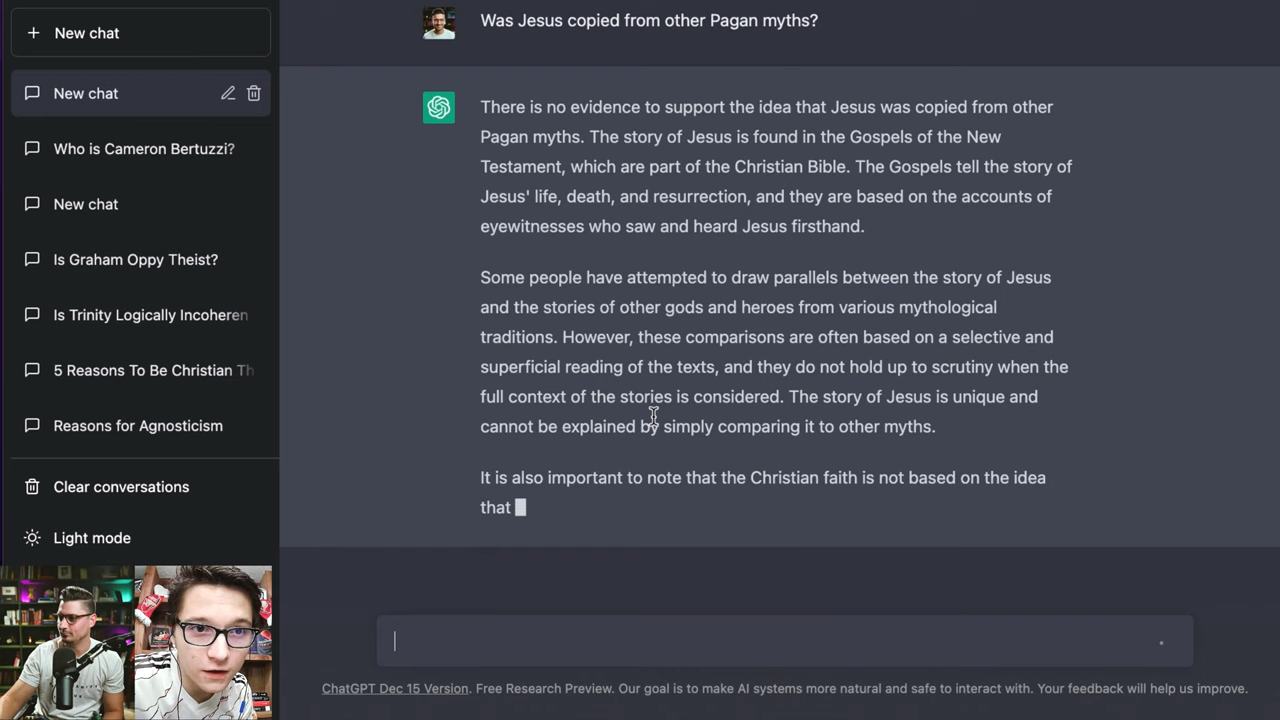 New chat
New chat
Who is Cameron Bertuzzi?
New chat
Is Graham Oppy Theist?
Is Trinity Logically Incoheren
5 Reasons To Be Christian Th
Reasons for Agnosticism
Clear conversations
Light mode
Was Jesus copied from other Pagan myths?
There is no evidence to support the idea that Jesus was copied from other
Pagan myths. The story of Jesus is found in the Gospels of the New
Testament, which are part of the Christian Bible. The Gospels tell the story of
Jesus' life, death, and resurrection, and they are based on the accounts of
eyewitnesses who saw and heard Jesus firsthand.
Some people have attempted to draw parallels between the story of Jesus
and the stories of other gods and heroes from various mythological
traditions. However, these comparisons are often based on a selective and
superficial reading of the texts, and they do not hold up to scrutiny when the
full context of the stories is considered. The story of Jesus is unique and
cannot be explained by simply comparing it to other myths.
It is also important to note that the Christian faith is not based on the idea
that
ChatGPT Dec 15 Version. Free Research Preview. Our goal is to make AI systems more natural and safe to interact with. Your feedback will help us improve.